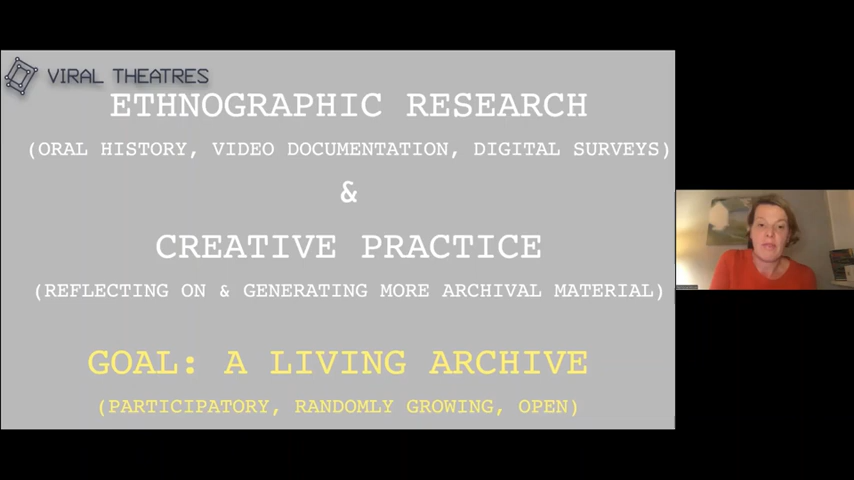 VIRAL THEATRES
ETHNOGRAPHIC RESEARCH
(ORAL HISTORY, VIDEO DOCUMENTATION, DIGITAL SURVEYS)
&
CREATIVE PRACTICE
(REFLECTING ON & GENERATING MORE ARCHIVAL MATERIAL)
GOAL: A LIVING ARCHIVE
(PARTICIPATORY, RANDOMLY GROWING, OPEN)